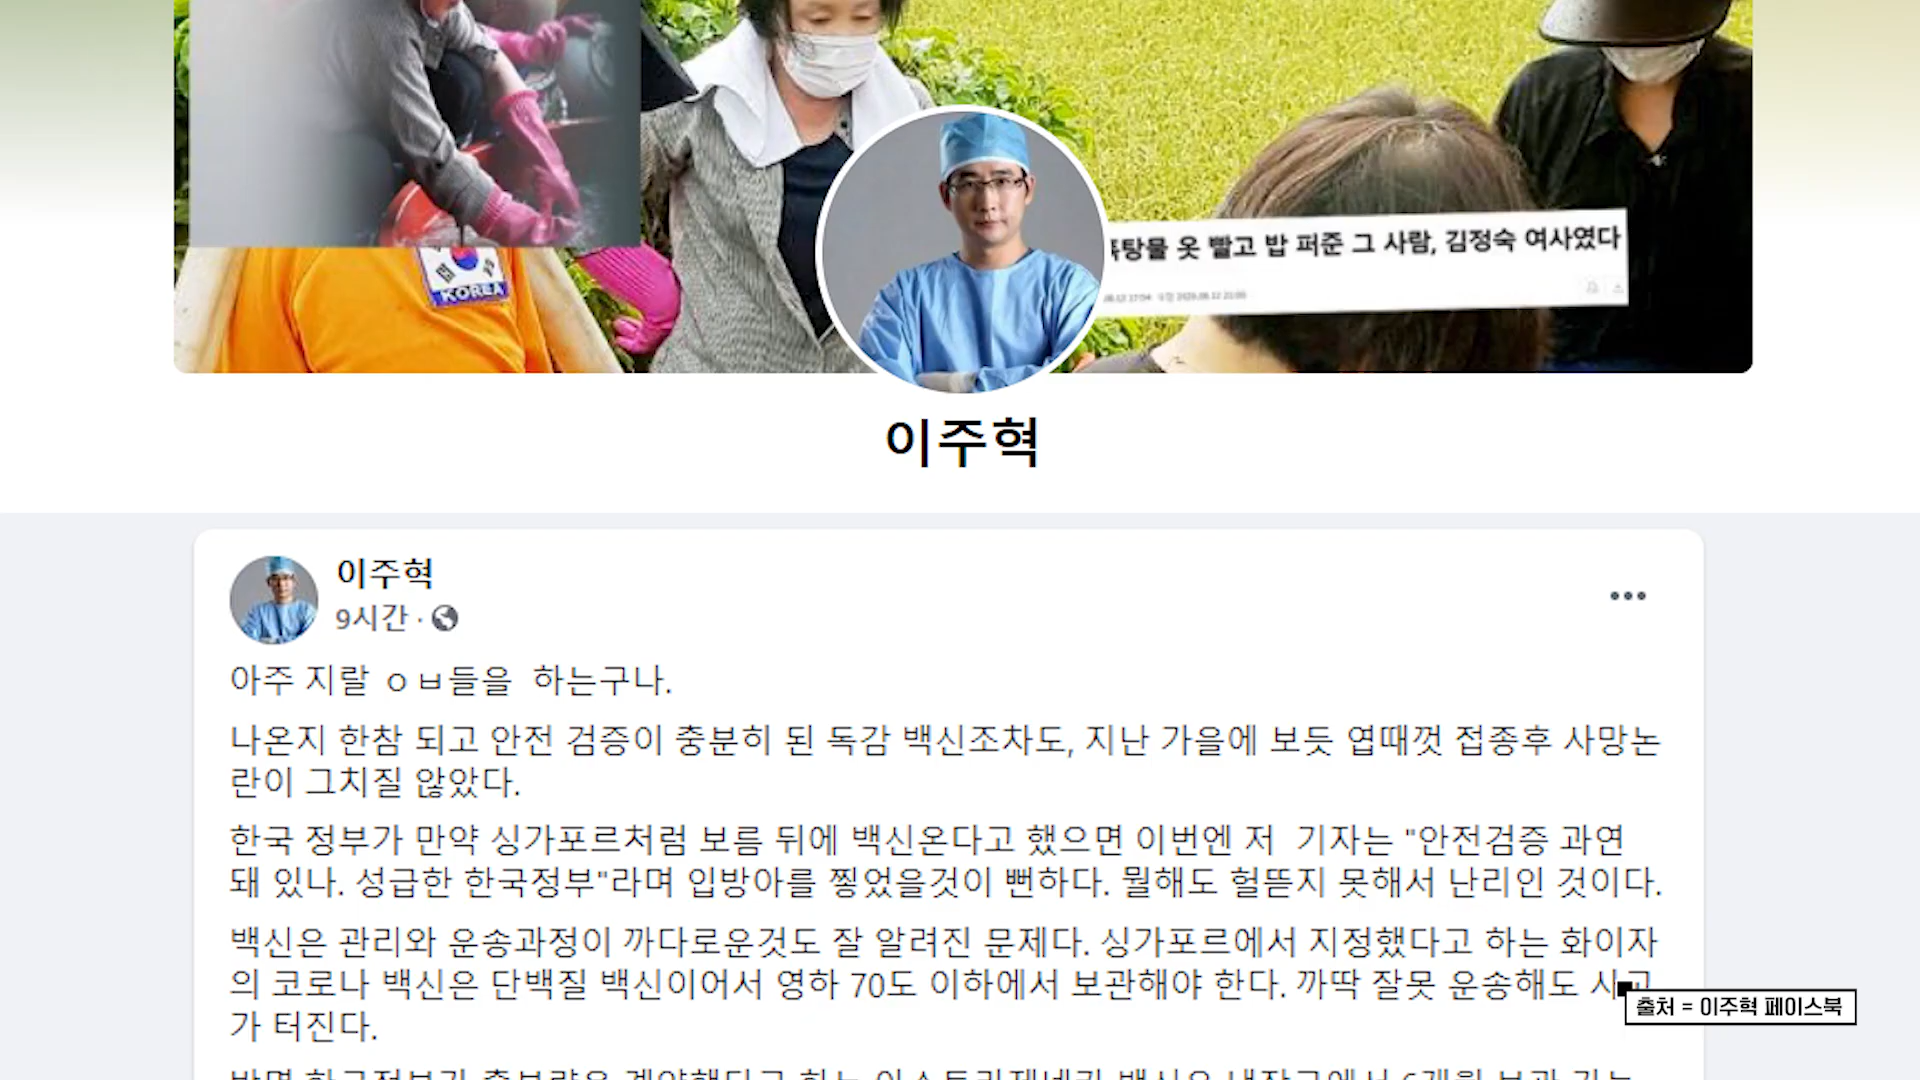 KOREA
폭탕물 옷 빨고 밥 퍼준 그 사람, 김정숙 여사였다
이주혁
이주혁
9시간 ·
아주 지랄 ㅇㅂ들을 하는구나.
나온지 한참 되고 안전 검증이 충분히 된 독감 백신조차도, 지난 가을에 보듯 엽때껏 접종후 사망논
란이 그치질 않았다.
한국 정부가 만약 싱가포르처럼 보름 뒤에 백신온다고 했으면 이번엔 저 기자는 "안전검증 과연
돼 있나. 성급한 한국정부"라며 입방아를 찧었을것이 뻔하다. 뭘해도 헐뜯지 못해서 난리인 것이다.
백신은 관리와 운송과정이 까다로운것도 잘 알려진 문제다. 싱가포르에서 지정했다고 하는 화이자
의 코로나 백신은 단백질 백신이어서 영하 70도 이하에서 보관해야 한다. 까딱 잘못 운송해도 사고
가 터진다.
출처 = 이주혁 페이스북